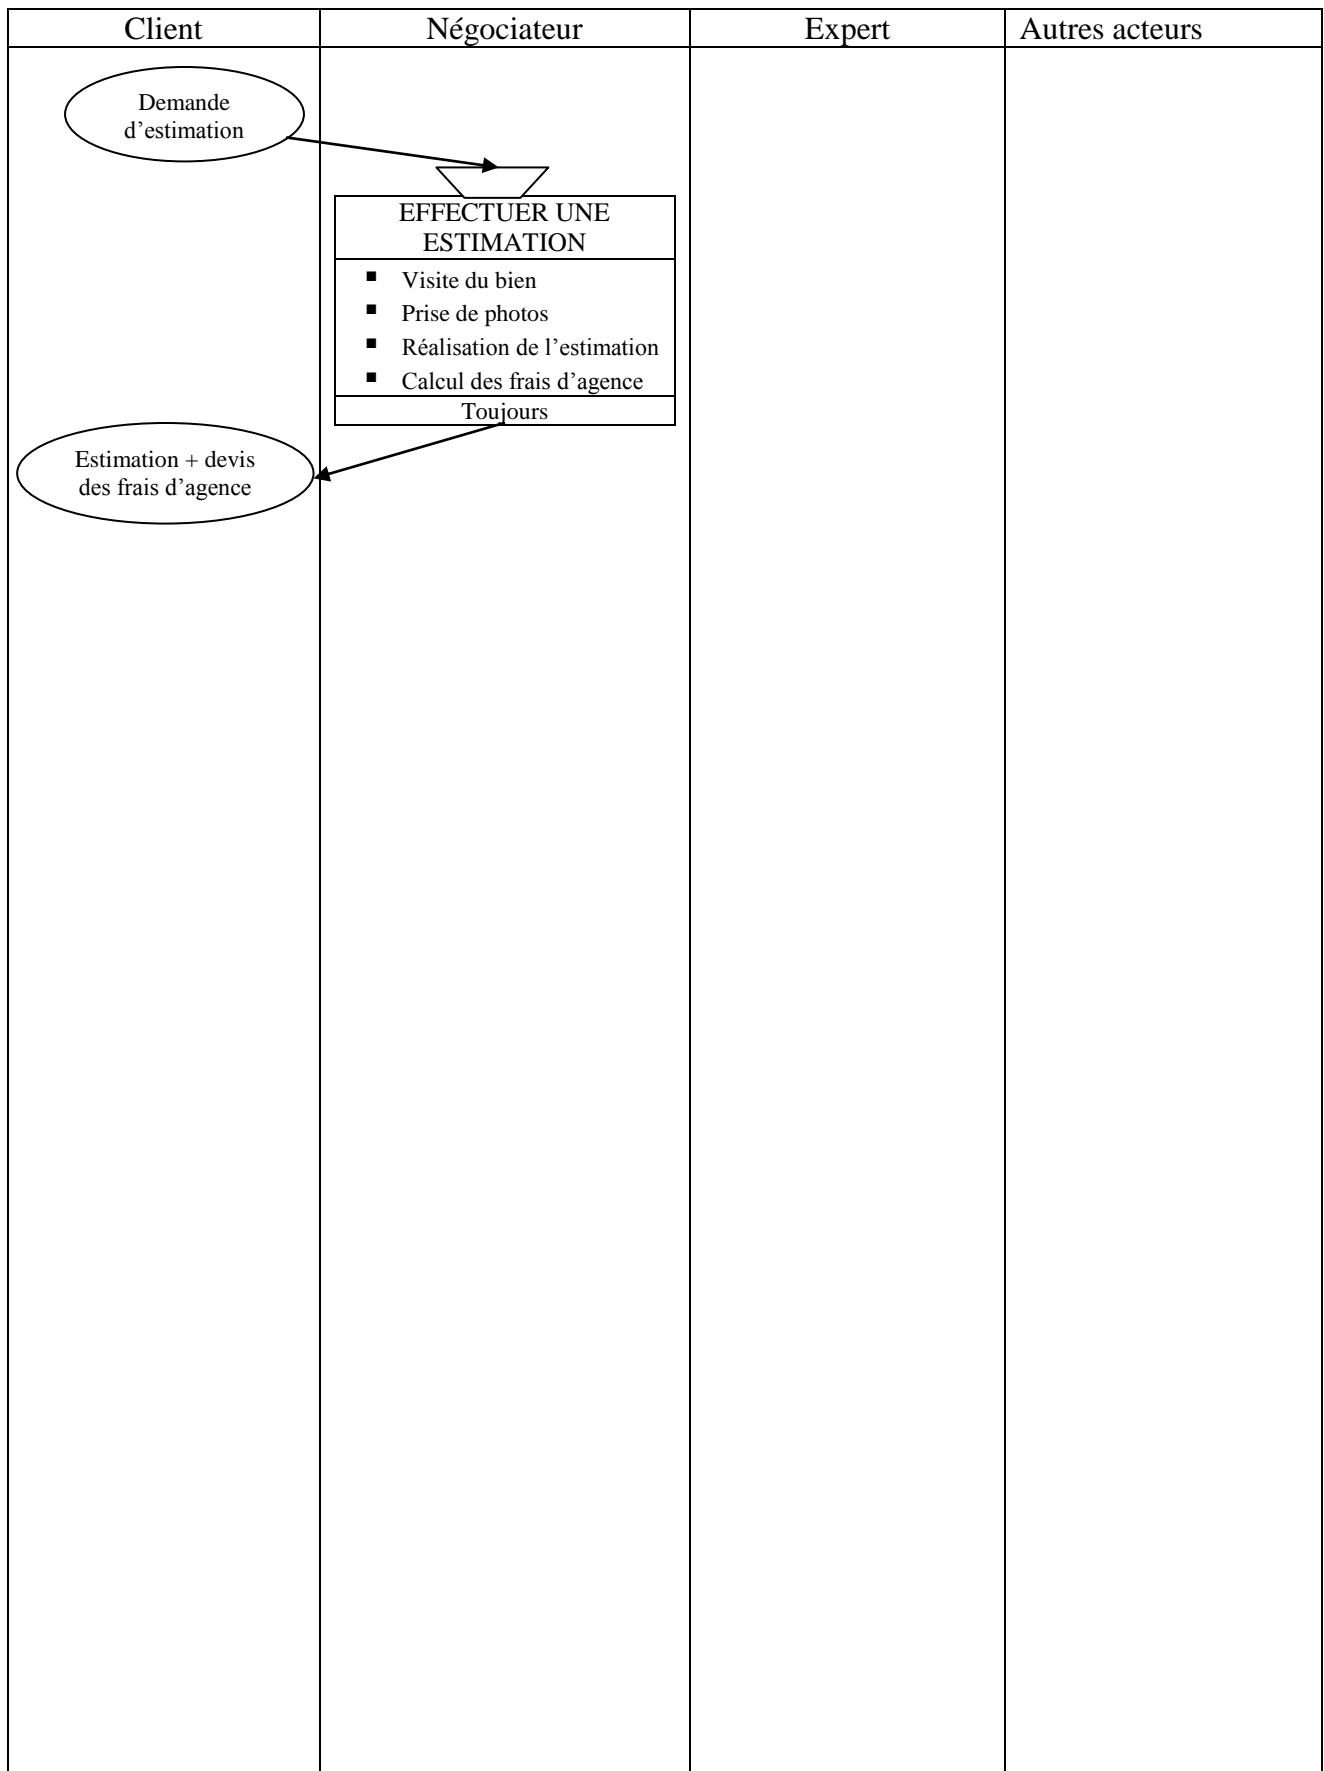 Client
Négociateur
Expert
Autres acteurs
Demande
d’estimation
EFFECTUER UNE
ESTIMATION
▪ Visite du bien
▪ Prise de photos
▪ Réalisation de l’estimation
▪ Calcul des frais d’agence
Toujours
Estimation + devis
des frais d’agence